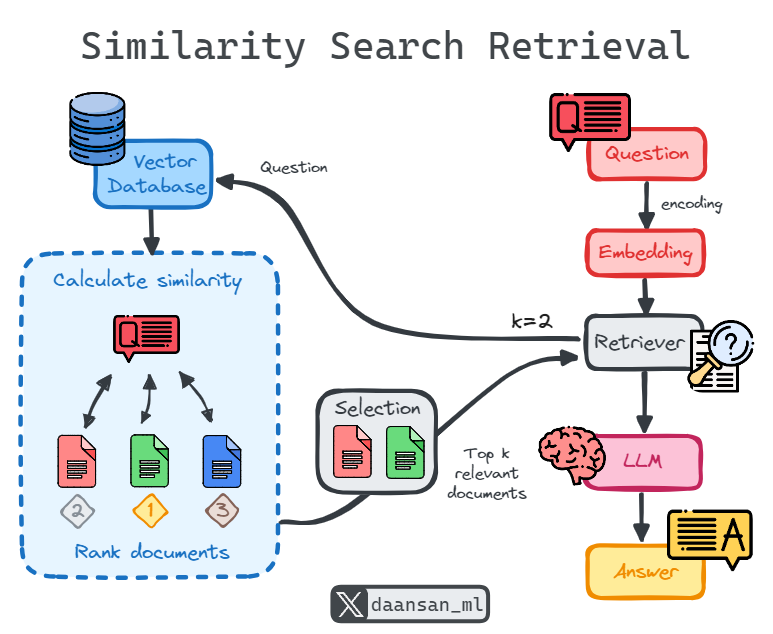 Similarity Search Retrieval
Vector
Database
Question
Q
Question
encoding
Embedding
Calculate similarity
Q
k=2
Retriever
?
Selection
Top k
relevant
documents
LLM
2
1
3
Rank documents
A
Answer
X daansan_ml